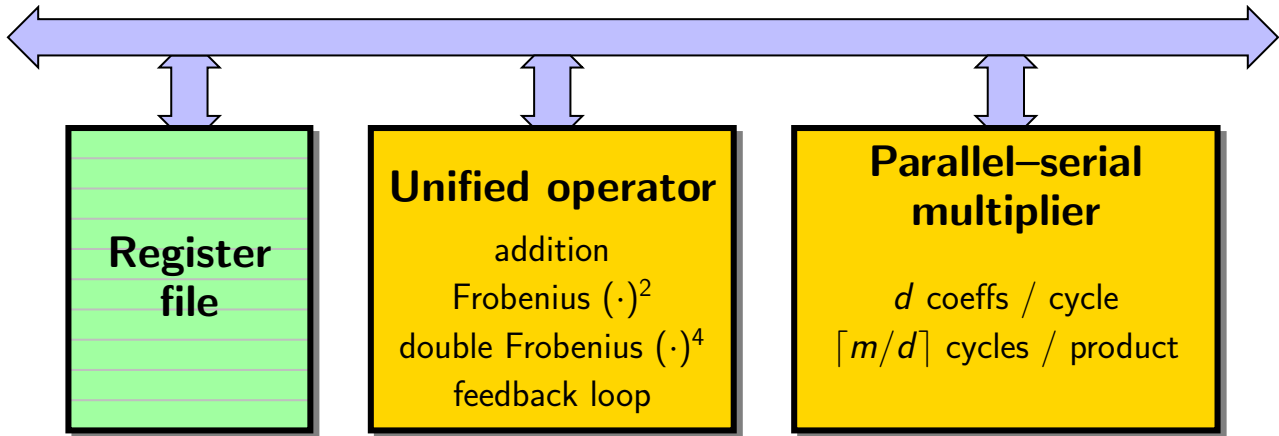 Register
file
Unified operator
addition
Frobenius (·)²
double Frobenius (·)⁴
feedback loop
Parallel–serial
multiplier
d coeffs / cycle
⌈m/d⌉ cycles / product